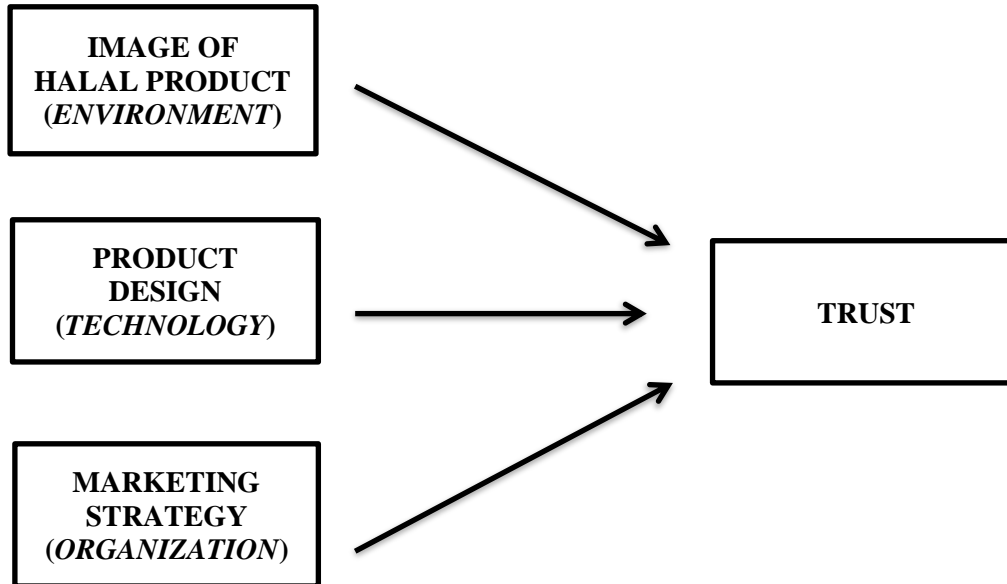 IMAGE OF
HALAL PRODUCT
(ENVIRONMENT)
PRODUCT
DESIGN
(TECHNOLOGY)
TRUST
MARKETING
STRATEGY
(ORGANIZATION)